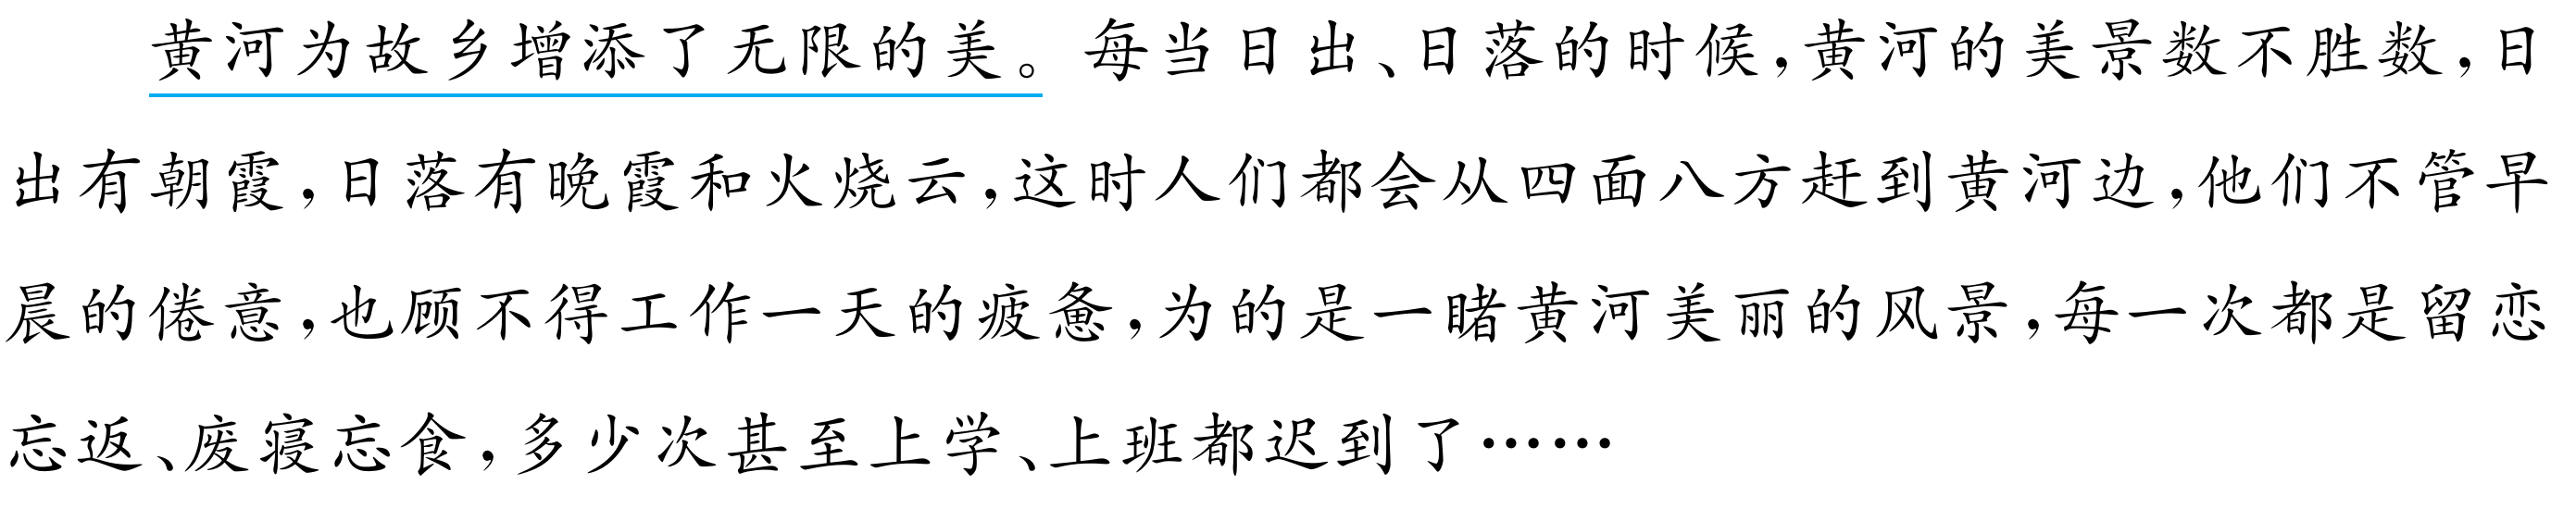 黄河为故乡增添了无限的美。每当日出、日落的时候,黄河的美景数不胜数,日
出有朝霞,日落有晚霞和火烧云,这时人们都会从四面八方赶到黄河边,他们不管早
晨的倦意,也顾不得工作一天的疲惫,为的是一睹黄河美丽的风景,每一次都是留恋
忘返、废寝忘食,多少次甚至上学、上班都迟到了……